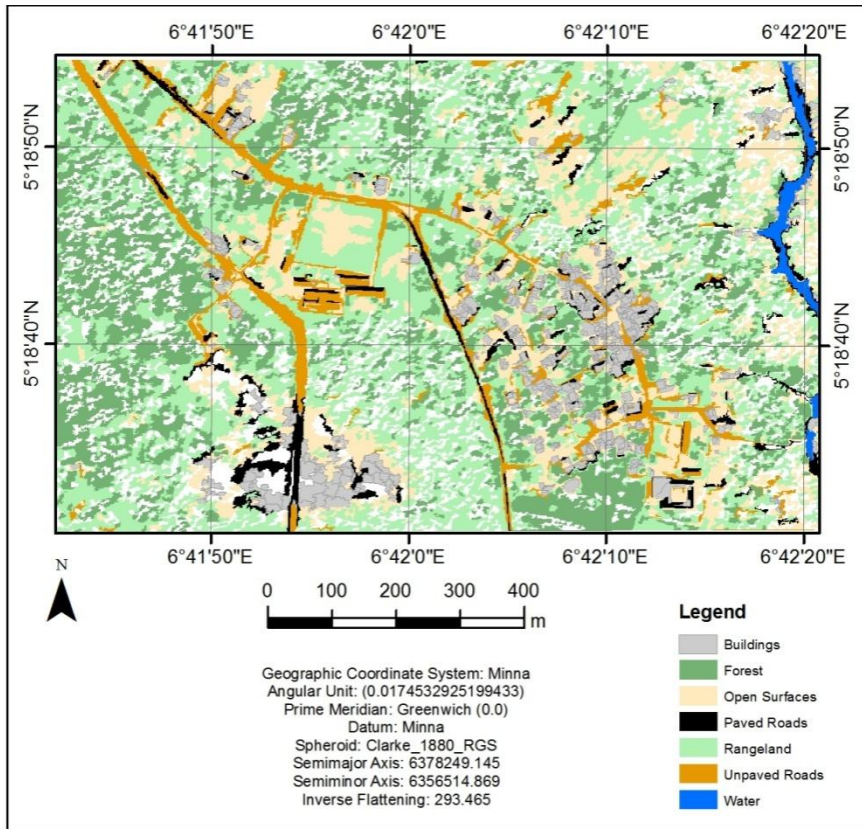 6°41'50"E 6°42'0"E 6°42'10"E 6°42'20"E
5°18'50"N 5°18'50"N
5°18'40"N 5°18'40"N
6°41'50"E 6°42'0"E 6°42'10"E 6°42'20"E
N
0 100 200 300 400
m
Geographic Coordinate System: Minna
Angular Unit: (0.0174532925199433)
Prime Meridian: Greenwich (0.0)
Datum: Minna
Spheroid: Clarke_1880_RGS
Semimajor Axis: 6378249.145
Semiminor Axis: 6356514.869
Inverse Flattening: 293.465
Legend
Buildings
Forest
Open Surfaces
Paved Roads
Rangeland
Unpaved Roads
Water